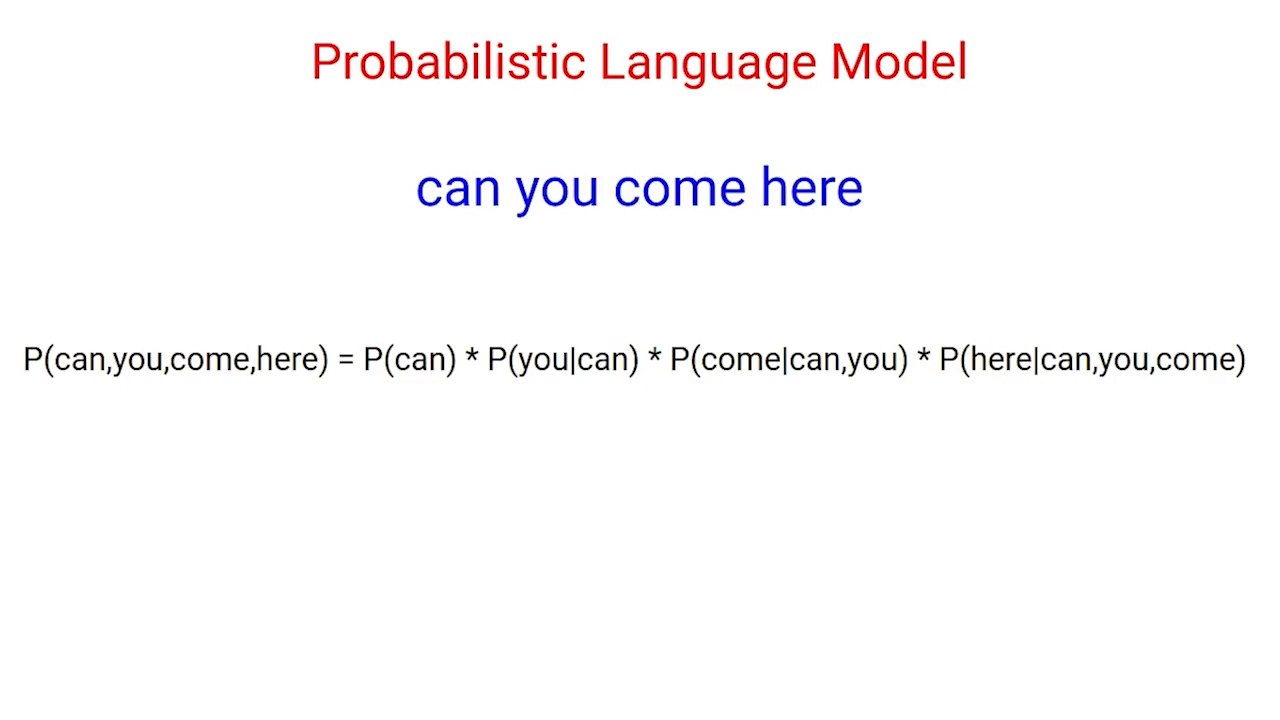 Probabilistic Language Model
can you come here
P(can,you,come,here) = P(can) * P(you|can) * P(come|can,you) * P(here|can,you,come)